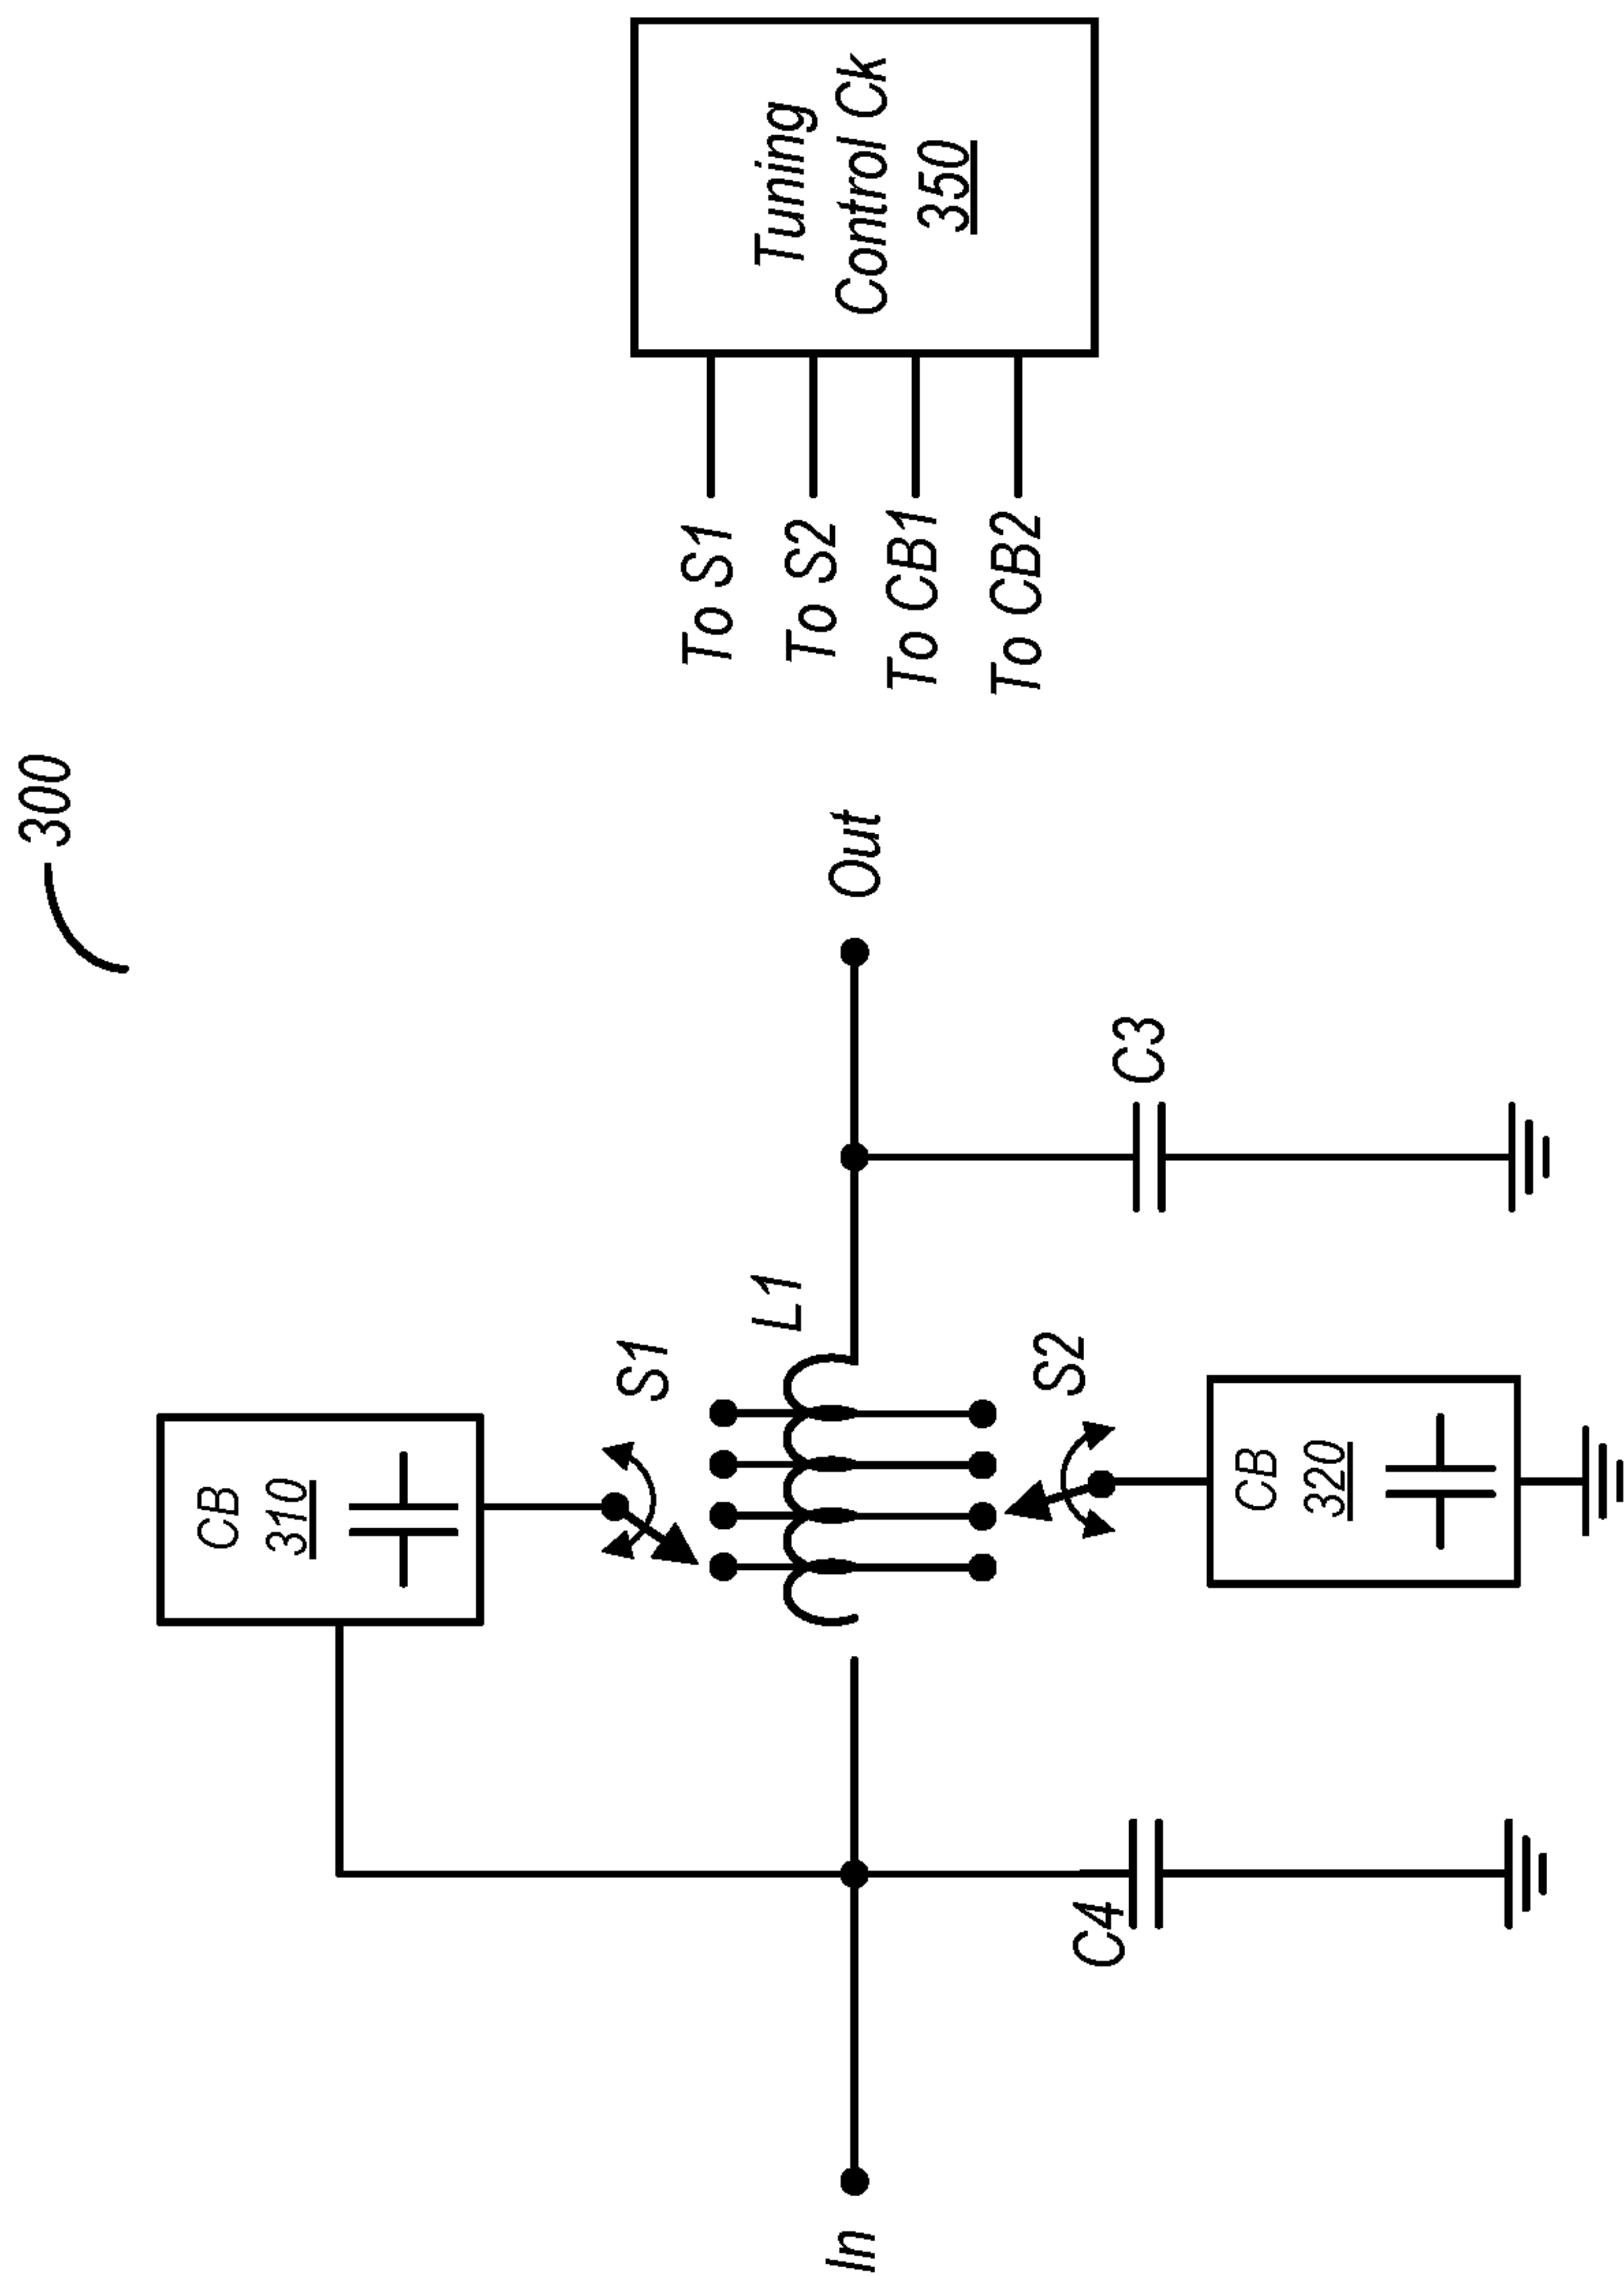 300
CB
310
S1
L1
In
Out
To S1
To S2
To CB1
To CB2
Tuning
Control Ck
350
S2
C4
C3
CB
320